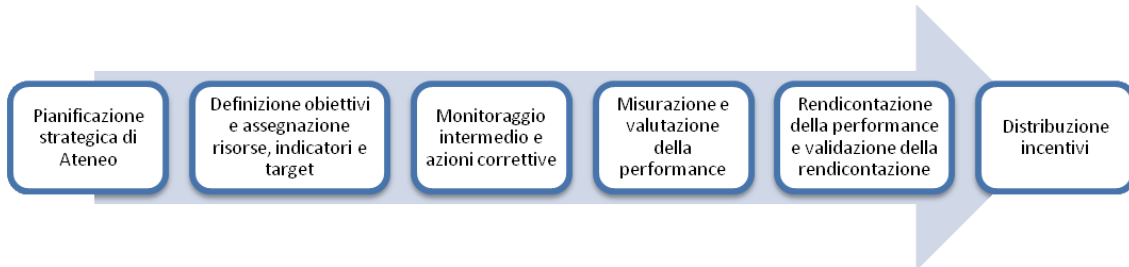 Pianificazione
strategica di
Ateneo
Definizione obiettivi
e assegnazione
risorse, indicatori e
target
Monitoraggio
intermedio e
azioni correttive
Misurazione e
valutazione
della
performance
Rendicontazione
della performance
e validazione della
rendicontazione
Distribuzione
incentivi